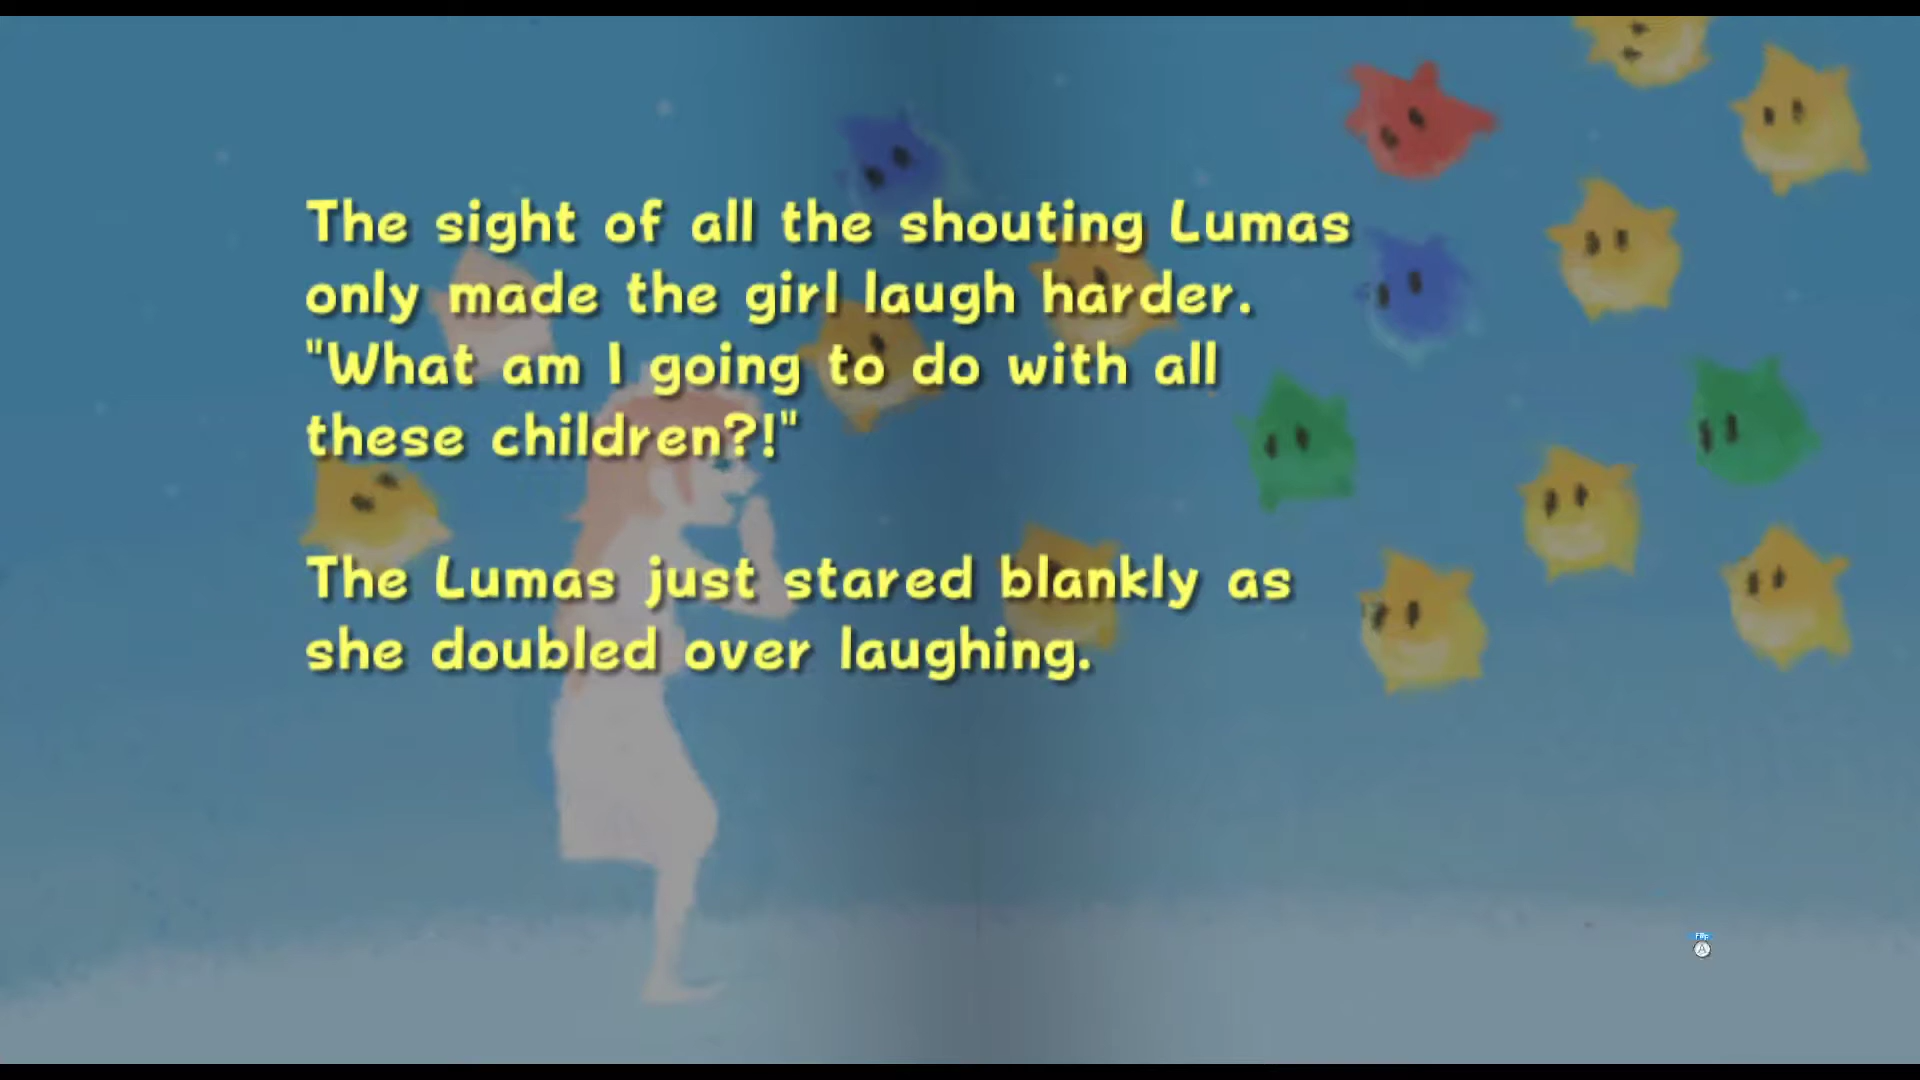 The sight of all the shouting Lumas
only made the girl laugh harder.
"What am I going to do with all
these children?!"
The Lumas just stared blankly as
she doubled over laughing.
Flip
A